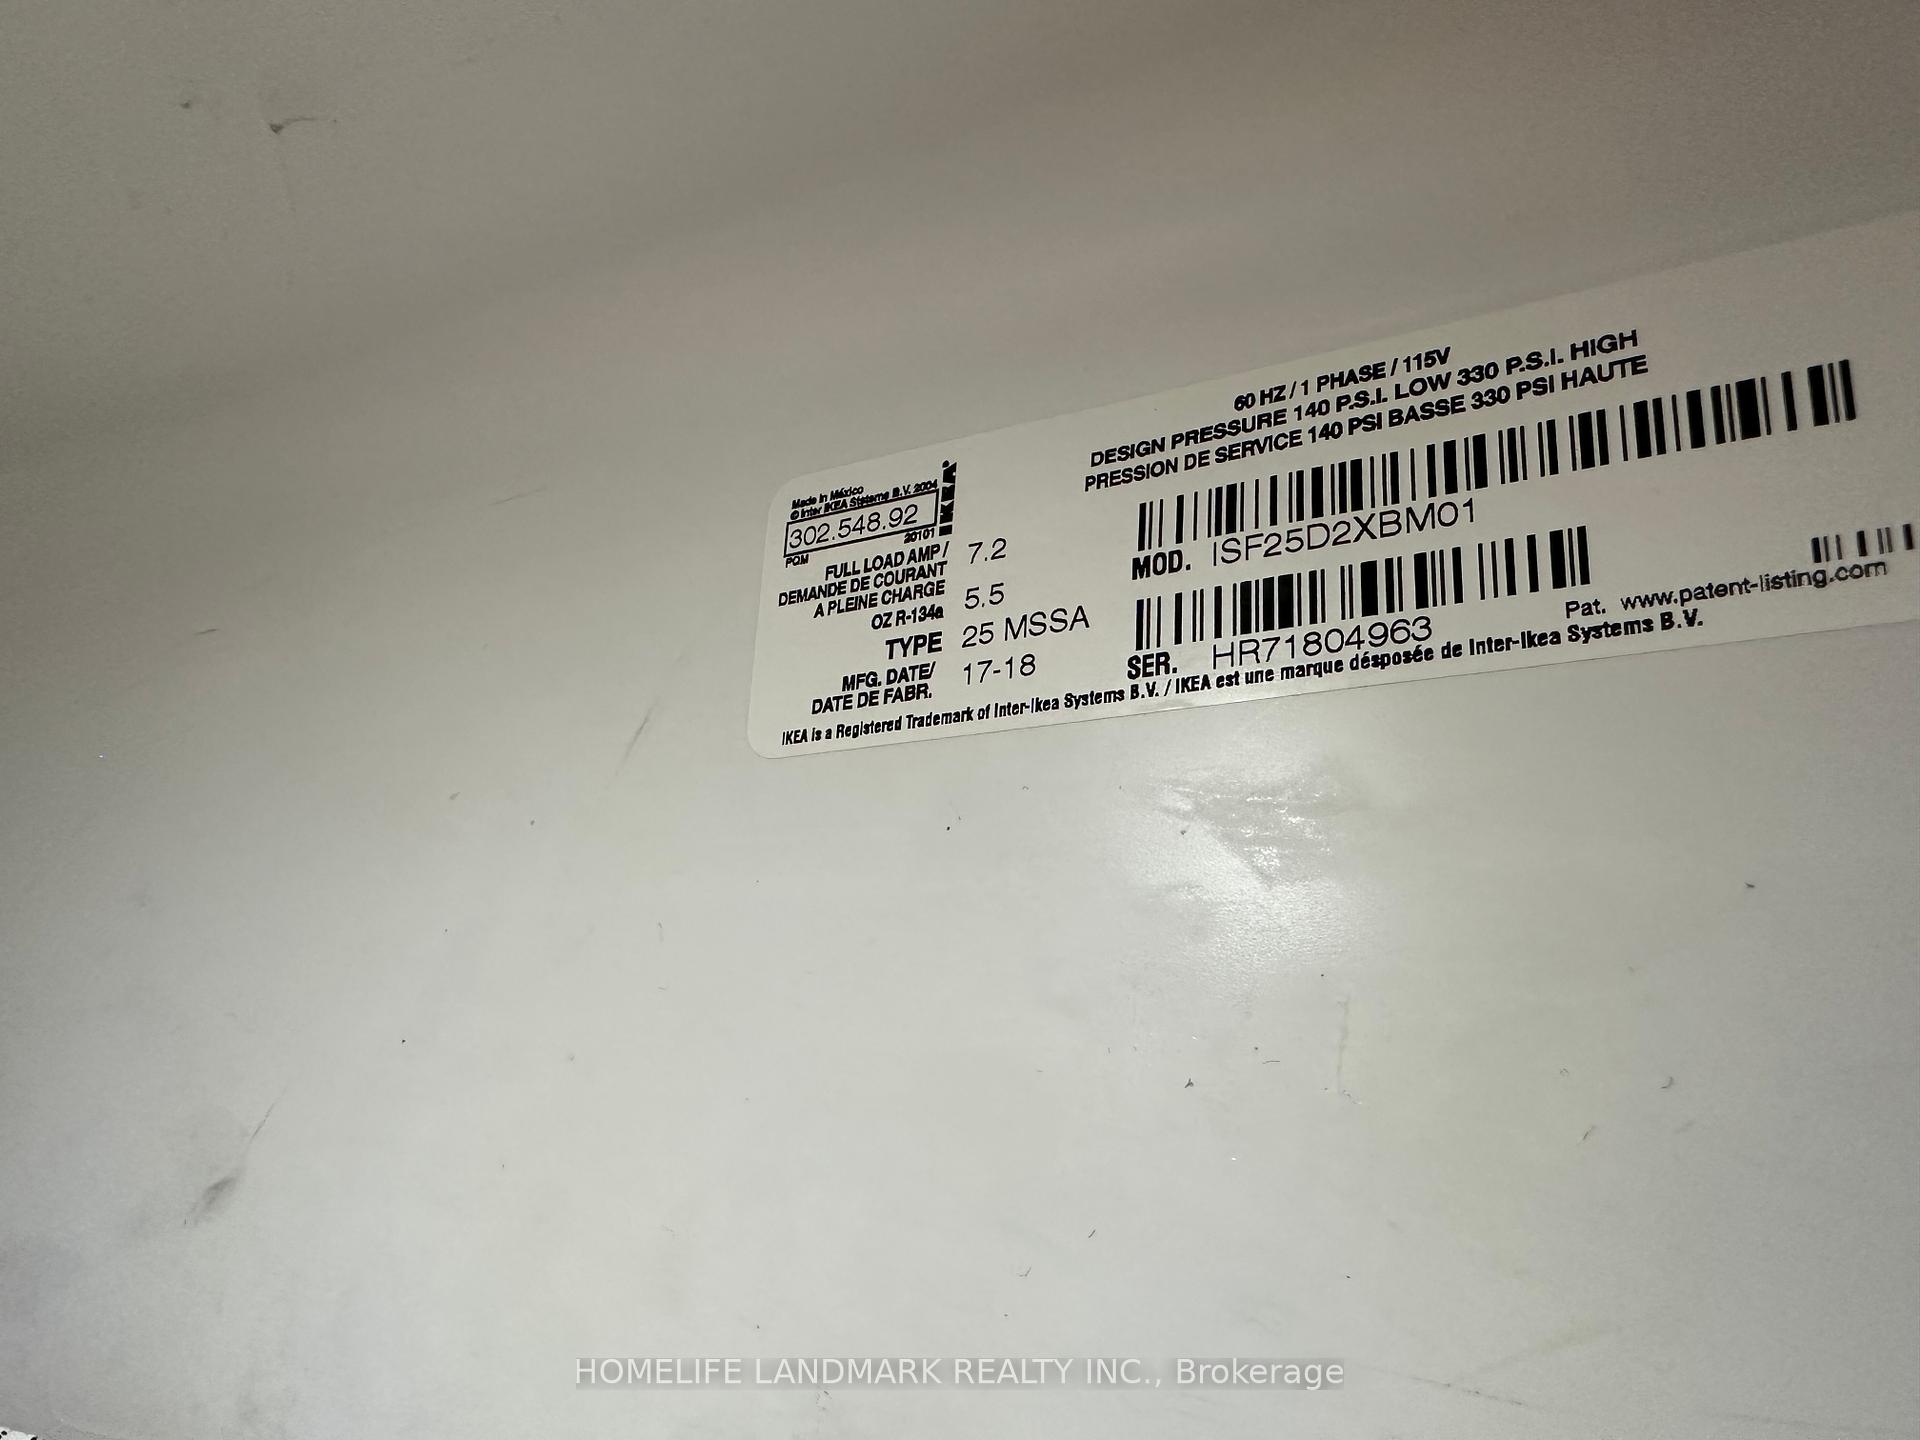 60 HZ / 1 PHASE / 115V
DESIGN PRESSURE 140 P.S.I. LOW 330 P.S.I. HIGH
PRESSION DE SERVICE 140 PSI BASSE 330 PSI HAUTE
Made in México
© Inter IKEA Systems B.V. 2004
302.548.92
IKEA
PQM 20101
FULL LOAD AMP/ 7.2
DEMANDE DE COURANT
A PLEINE CHARGE
OZ R-134a 5.5
TYPE 25 MSSA
MFG. DATE/ 17-18
DATE DE FABR.
MOD. ISF25D2XBM01
SER. HR71804963
Pat. www.patent-listing.com
IKEA is a Registered Trademark of Inter-Ikea Systems B.V. / IKEA est une marque désposée de Inter-Ikea Systems B.V.
HOMELIFE LANDMARK REALTY INC., Brokerage